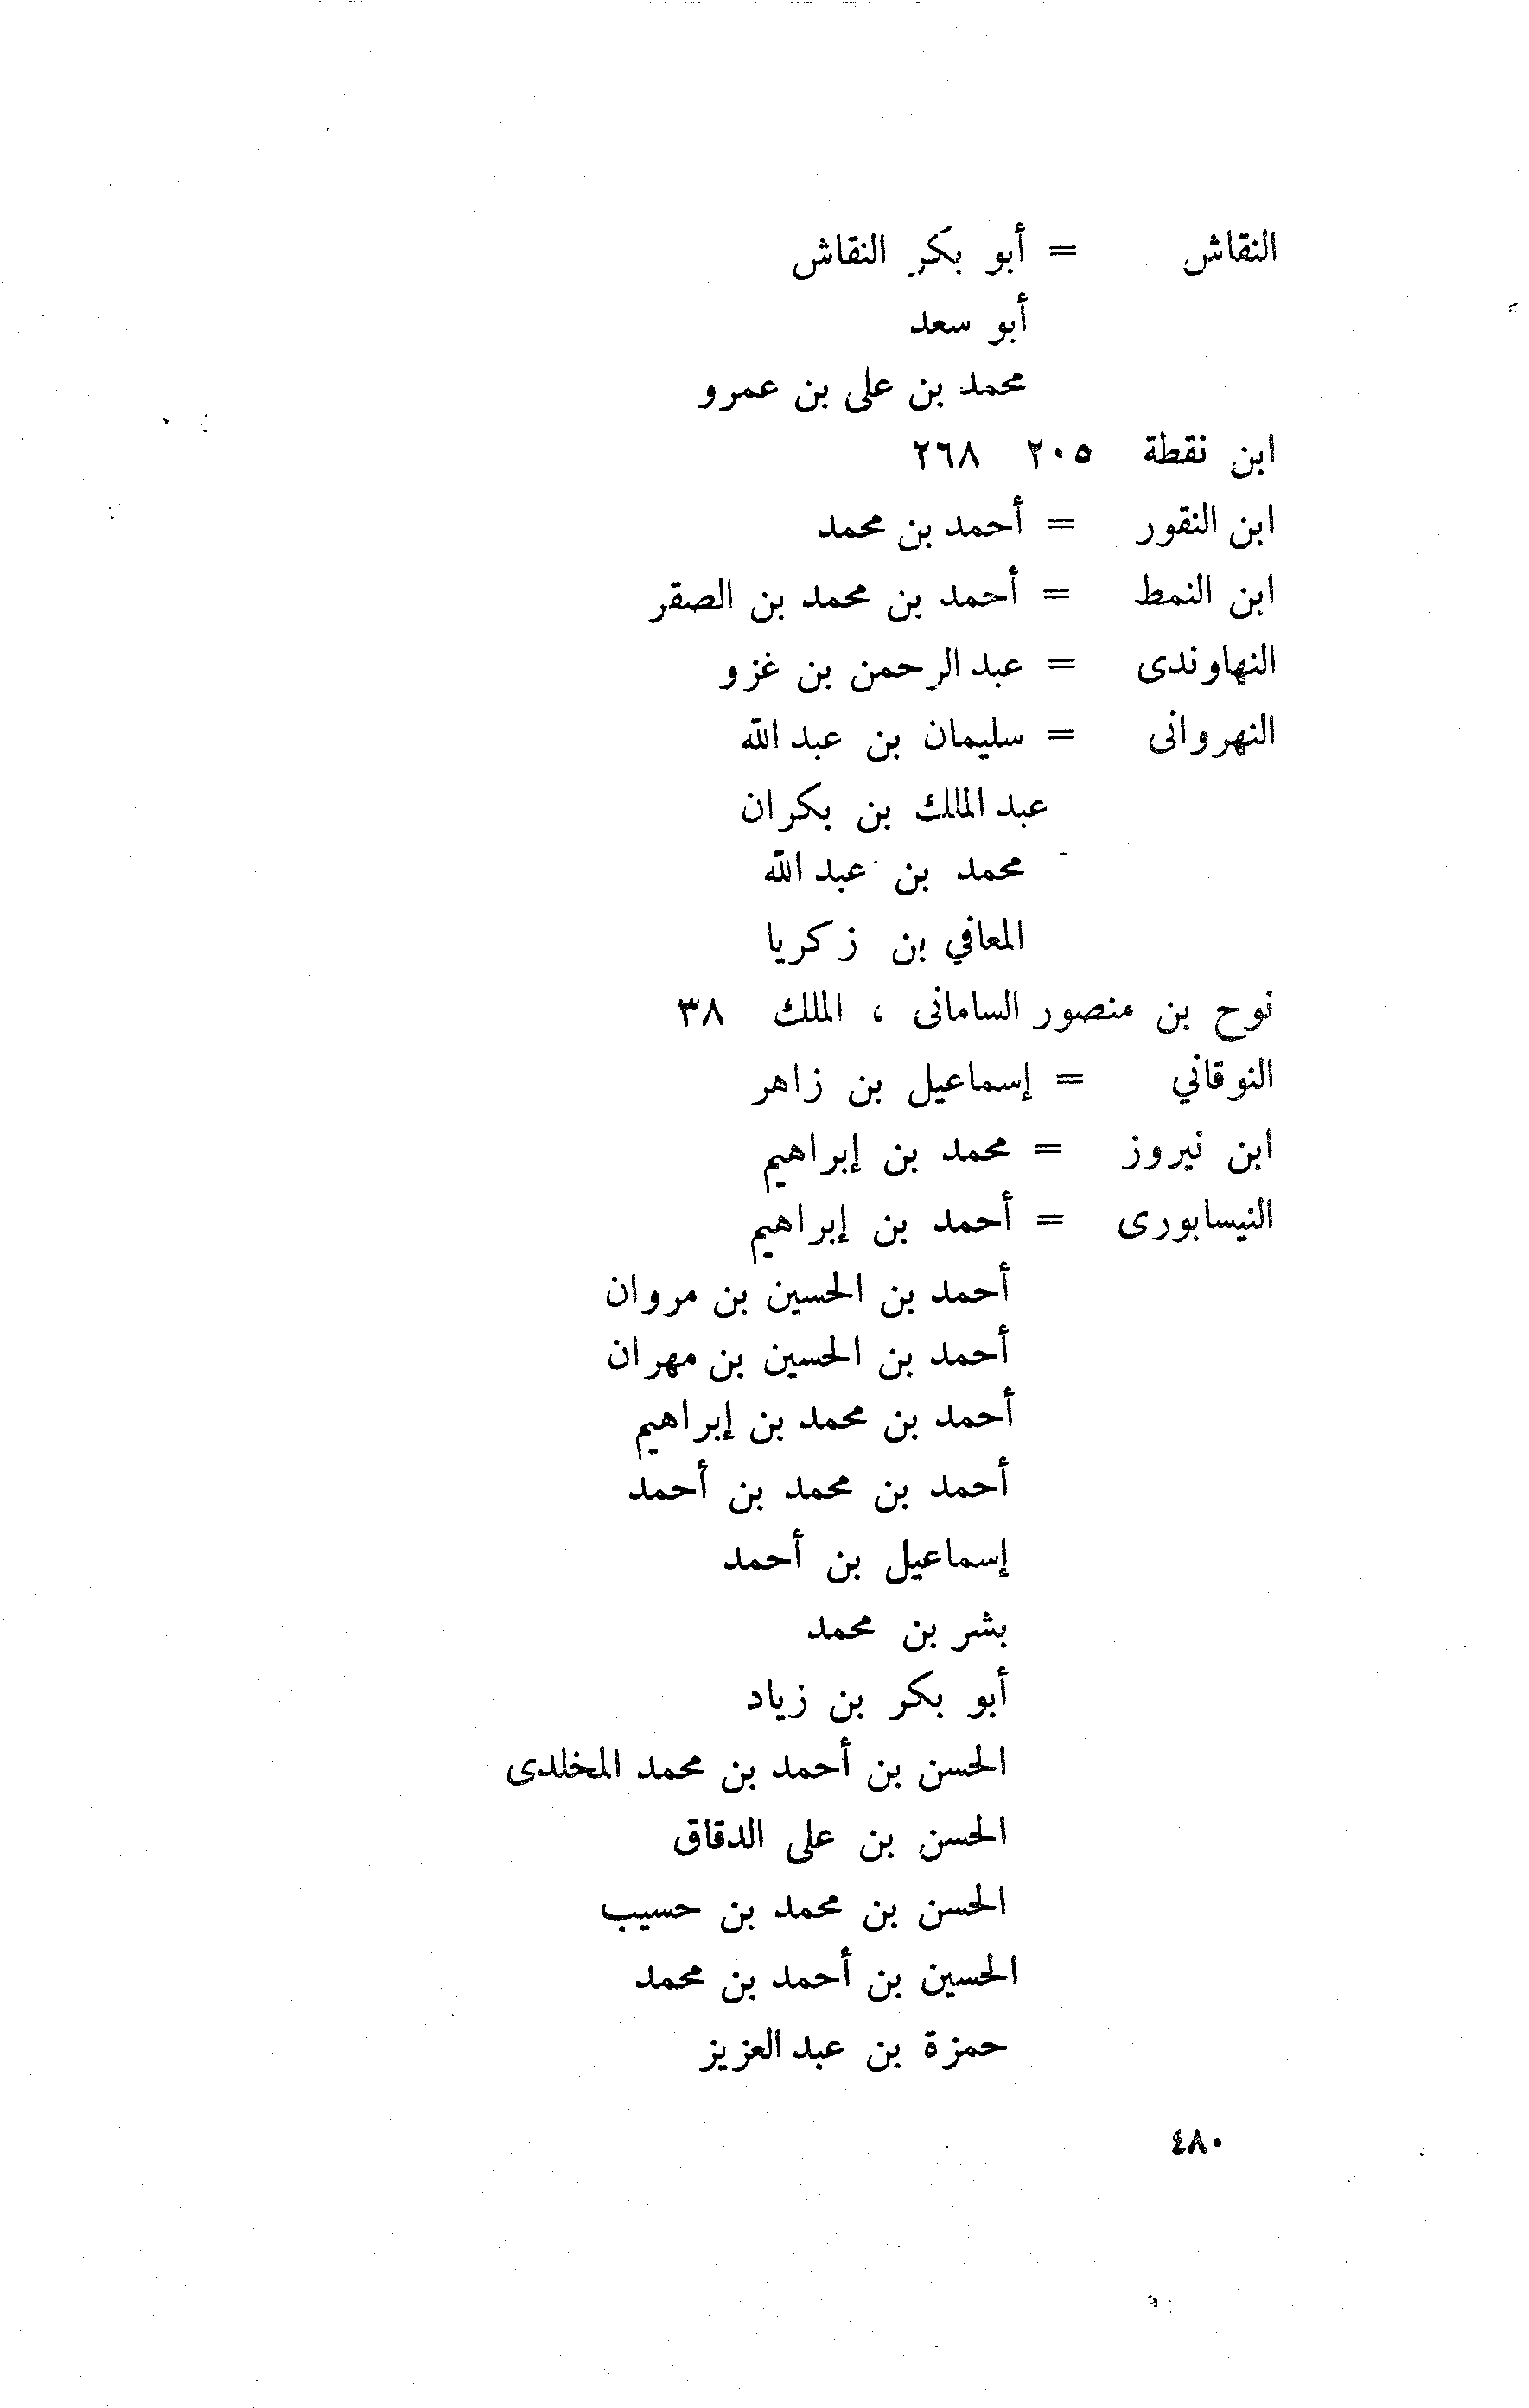 النقاش = أبو بكر النقاش
أبو سعد
محمد بن على بن عمرو
ابن نقطة ٢٠٥ ٢٦٨
ابن النقور = أحمد بن محمد
ابن النمط = أحمد بن محمد بن الصقر
النهاوندى = عبد الرحمن بن غزو
النهروانى = سليمان بن عبد الله
عبد الملك بن بكران
محمد بن عبد الله
المعافي بن زكريا
نوح بن منصور السامانى ، الملك ٣٨
النوقاني = إسماعيل بن زاهر
ابن نيروز = محمد بن إبراهيم
النيسابورى = أحمد بن إبراهيم
أحمد بن الحسين بن مروان
أحمد بن الحسين بن مهران
أحمد بن محمد بن إبراهيم
أحمد بن محمد بن أحمد
إسماعيل بن أحمد
بشر بن محمد
أبو بكر بن زياد
الحسن بن أحمد بن محمد المخلدى
الحسن بن على الدقاق
الحسن بن محمد بن حسيب
الحسين بن أحمد بن محمد
حمزة بن عبد العزيز
٤٨٠